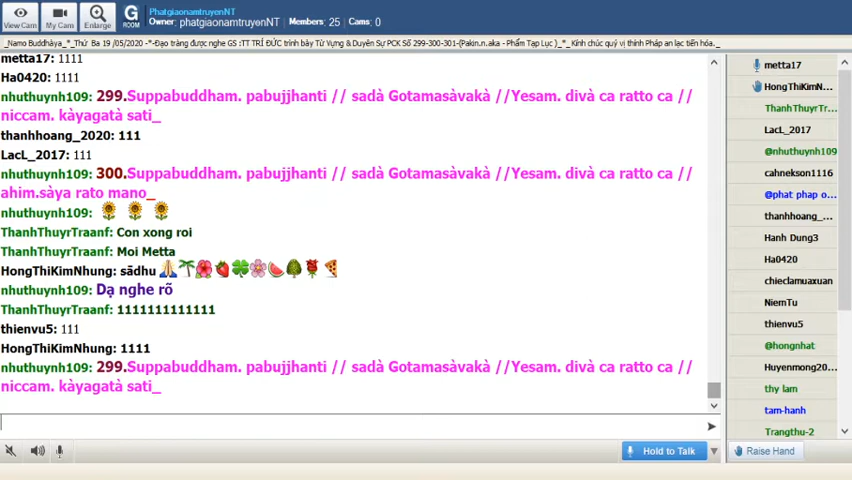 View Cam
My Cam
Enlarge
G
ROOM
PhatgiaonamtruyenNT
Owner: phatgiaonamtruyenNT Members: 25 Cams: 0
_Namo Buddhàya_*_Thứ Ba 19 /05/2020 -*-Đạo tràng được nghe GS :TT TRÍ ĐỨC trình bày Từ Vựng & Duyên Sự PCK Số 299-300-301-(Pakin.n.aka - Phẩm Tạp Lục )_*_ Kính chúc quý vị thính Pháp an lạc tiến hóa._
metta17: 1111
Ha0420: 1111
nhuthuynh109: 299.Suppabuddham. pabujjhanti // sadà Gotamasàvakà //Yesam. divà ca ratto ca //
niccam. kàyagatà sati_
thanhhoang_2020: 111
LacL_2017: 111
nhuthuynh109: 300.Suppabuddham. pabujjhanti // sadà Gotamasàvakà //Yesam. divà ca ratto ca //
ahim.sàya rato mano_
nhuthuynh109: 🌻 🌻 🌻
ThanhThuyrTraanf: Con xong roi
ThanhThuyrTraanf: Moi Metta
HongThiKimNhung: sādhu 🙏🌴🌺🍓🍀🌸🍉🌳🌹🍕
nhuthuynh109: Dạ nghe rõ
ThanhThuyrTraanf: 1111111111111
thienvu5: 111
HongThiKimNhung: 1111
nhuthuynh109: 299.Suppabuddham. pabujjhanti // sadà Gotamasàvakà //Yesam. divà ca ratto ca //
niccam. kàyagatà sati_
Hold to Talk
metta17
HongThiKimN...
ThanhThuyrTr...
LacL_2017
@nhuthuynh109
cahnekson1116
@phat phap o...
thanhhoang_...
Hanh Dung3
Ha0420
chieclamuaxuan
NiemTu
thienvu5
@hongnhat
Huyenmong20...
thy lam
tam-hanh
Trangthu-2
Raise Hand